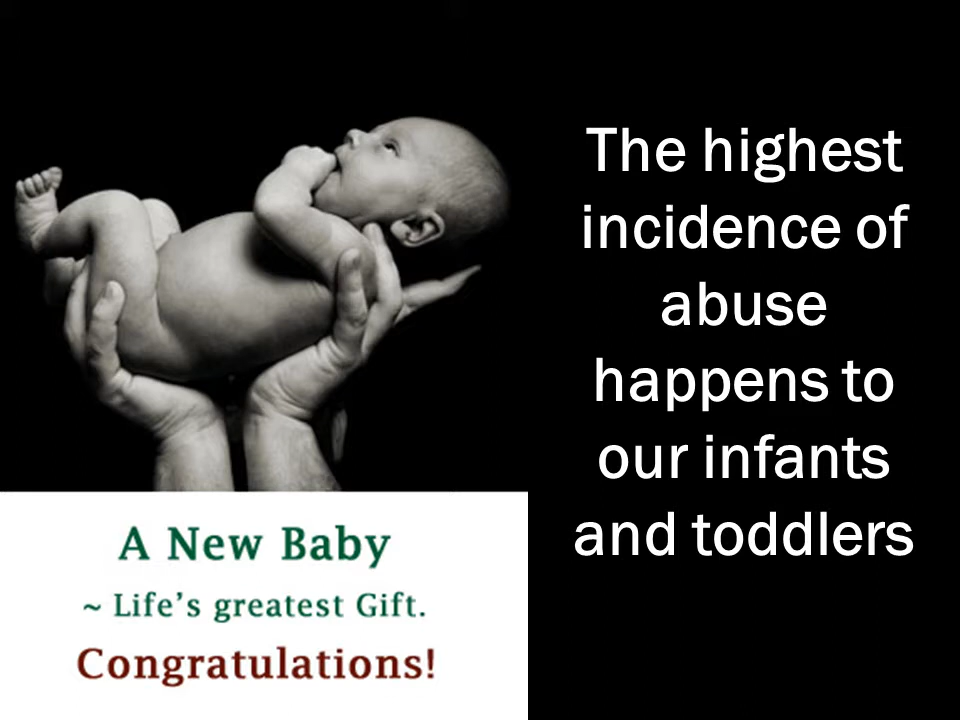 The highest
incidence of
abuse
happens to
our infants
and toddlers
A New Baby
~ Life's greatest Gift.
Congratulations!